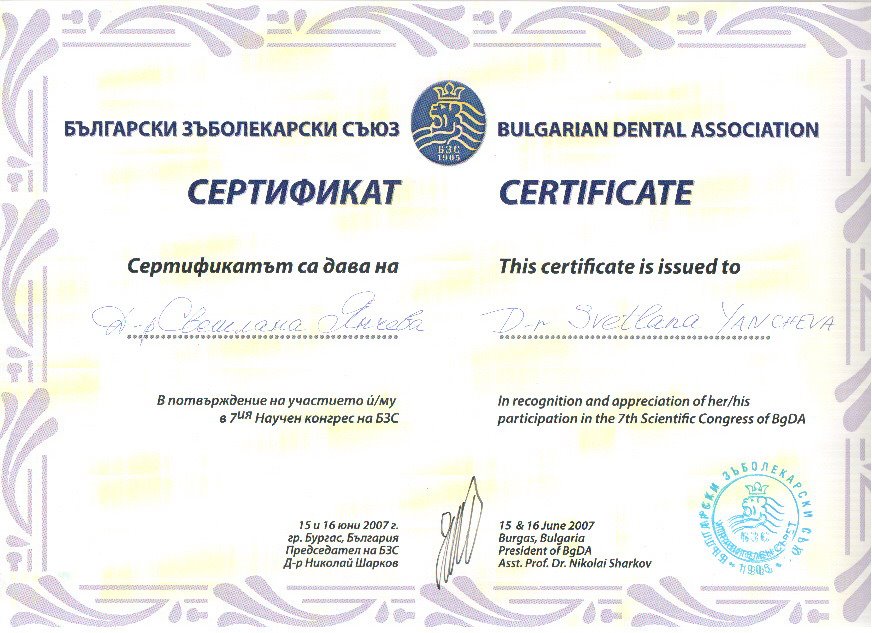 БЪЛГАРСКИ ЗЪБОЛЕКАРСКИ СЪЮЗ
БЗС
1905
BULGARIAN DENTAL ASSOCIATION
СЕРТИФИКАТ
CERTIFICATE
Сертификатът са дава на
This certificate is issued to
Д-р Светлана Янчева
D-r Svetlana YANCHEVA
В потвърждение на участието ѝ/му
в 7ия Научен конгрес на БЗС
In recognition and appreciation of her/his
participation in the 7th Scientific Congress of BgDA
15 и 16 юни 2007 г.
гр. Бургас, България
Председател на БЗС
Д-р Николай Шарков
15 & 16 June 2007
Burgas, Bulgaria
President of BgDA
Asst. Prof. Dr. Nikolai Sharkov
БЪЛГАРСКИ ЗЪБОЛЕКАРСКИ СЪЮЗ
БЗС
УПРАВИТЕЛЕН СЪВЕТ
1905